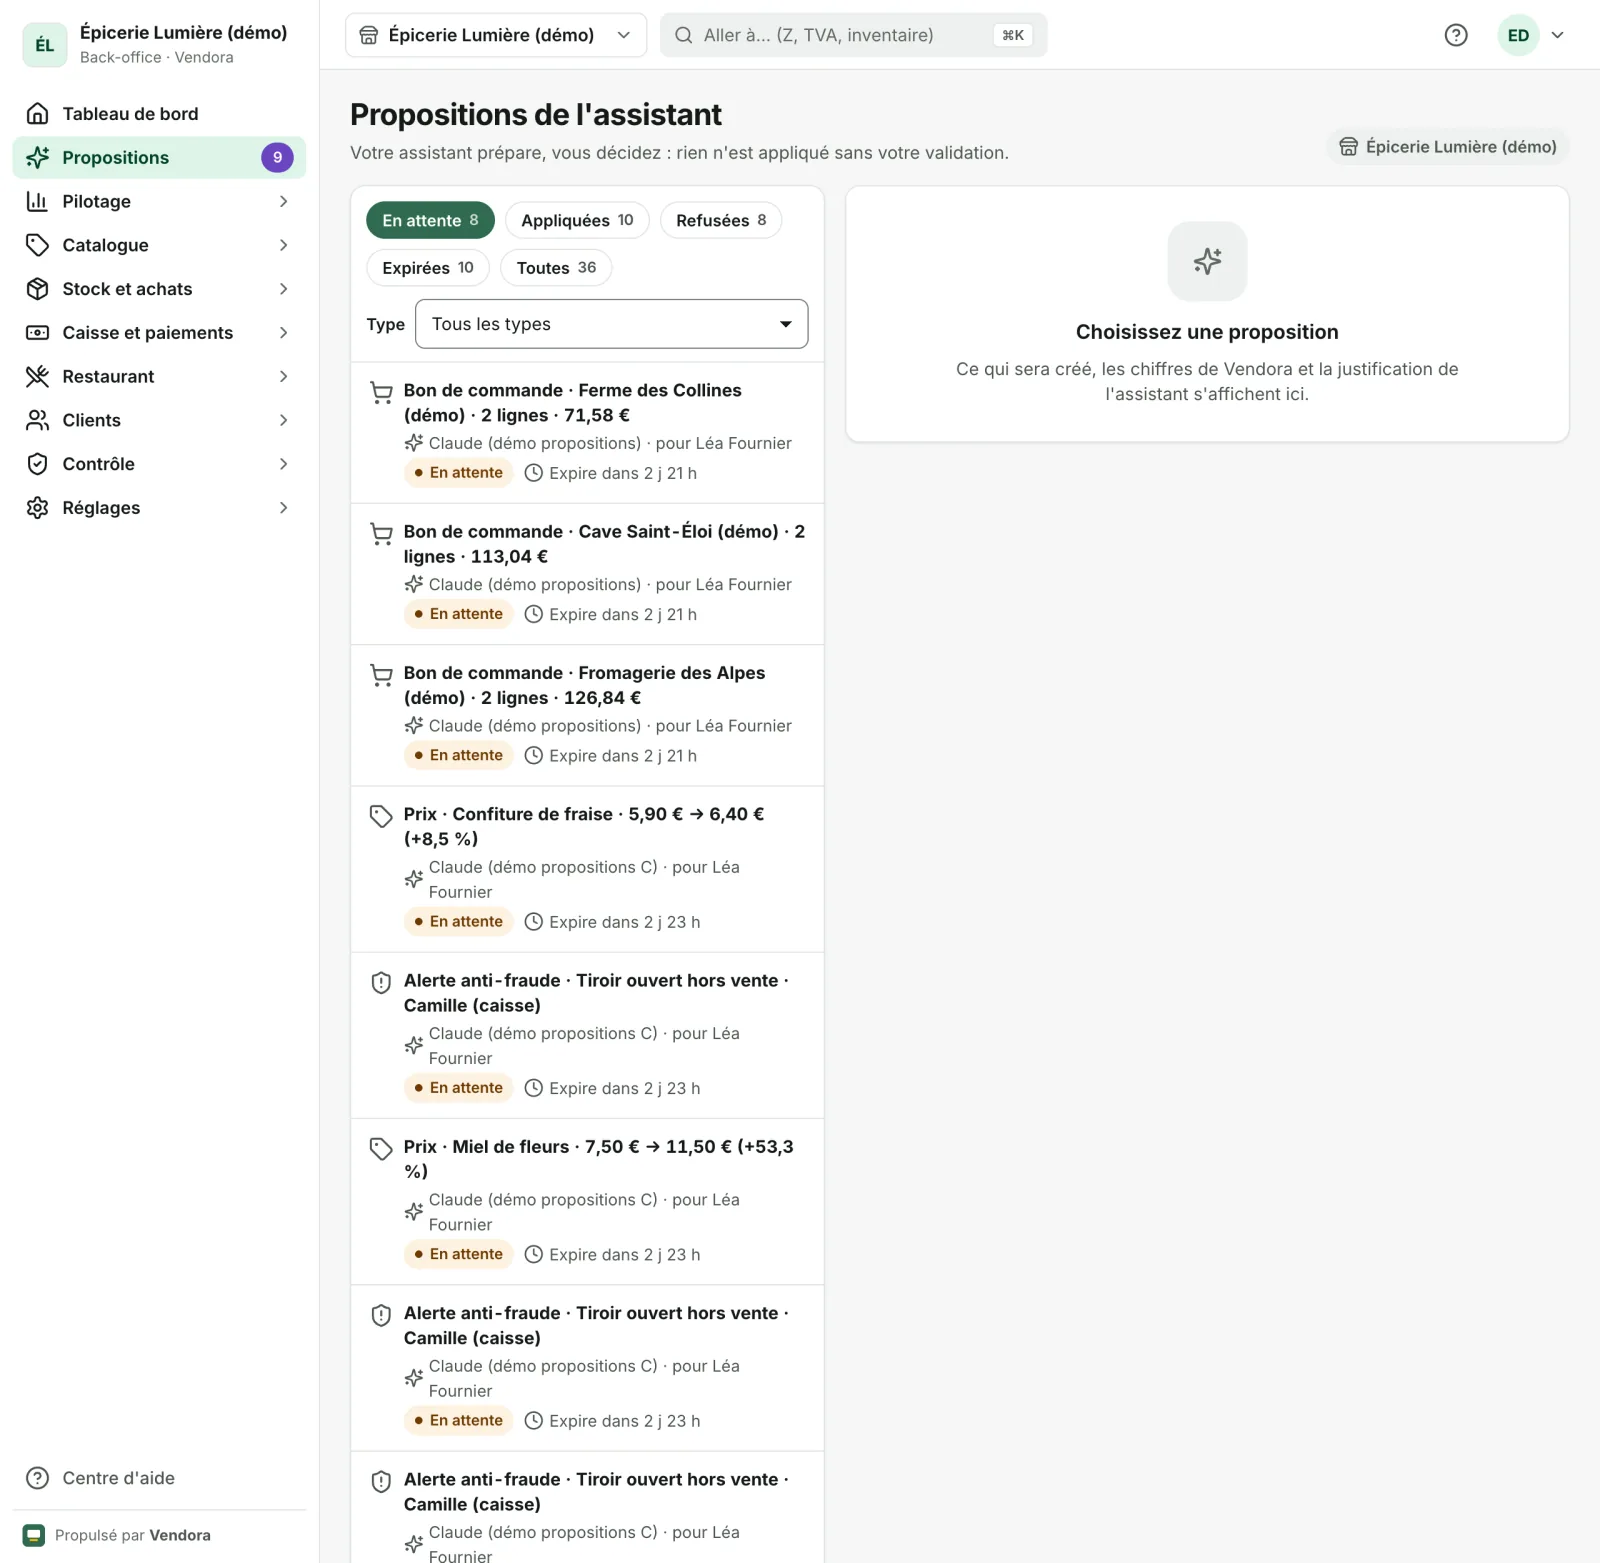 ÉL
Épicerie Lumière (démo)
Back-office · Vendora
Tableau de bord
Propositions 9
Pilotage
Catalogue
Stock et achats
Caisse et paiements
Restaurant
Clients
Contrôle
Réglages
Centre d'aide
Propulsé par Vendora
Épicerie Lumière (démo)
Aller à... (Z, TVA, inventaire) ⌘K
ED
Propositions de l'assistant
Votre assistant prépare, vous décidez : rien n'est appliqué sans votre validation.
Épicerie Lumière (démo)
En attente 8
Appliquées 10
Refusées 8
Expirées 10
Toutes 36
Type
Tous les types
Bon de commande · Ferme des Collines
(démo) · 2 lignes · 71,58 €
Claude (démo propositions) · pour Léa Fournier
En attente
Expire dans 2 j 21 h
Bon de commande · Cave Saint-Éloi (démo) · 2
lignes · 113,04 €
Claude (démo propositions) · pour Léa Fournier
En attente
Expire dans 2 j 21 h
Bon de commande · Fromagerie des Alpes
(démo) · 2 lignes · 126,84 €
Claude (démo propositions) · pour Léa Fournier
En attente
Expire dans 2 j 21 h
Prix · Confiture de fraise · 5,90 € → 6,40 €
(+8,5 %)
Claude (démo propositions C) · pour Léa
Fournier
En attente
Expire dans 2 j 23 h
Alerte anti-fraude · Tiroir ouvert hors vente ·
Camille (caisse)
Claude (démo propositions C) · pour Léa
Fournier
En attente
Expire dans 2 j 23 h
Prix · Miel de fleurs · 7,50 € → 11,50 € (+53,3
%)
Claude (démo propositions C) · pour Léa
Fournier
En attente
Expire dans 2 j 23 h
Alerte anti-fraude · Tiroir ouvert hors vente ·
Camille (caisse)
Claude (démo propositions C) · pour Léa
Fournier
En attente
Expire dans 2 j 23 h
Alerte anti-fraude · Tiroir ouvert hors vente ·
Camille (caisse)
Claude (démo propositions C) · pour Léa
Fournier
Choisissez une proposition
Ce qui sera créé, les chiffres de Vendora et la justification de
l'assistant s'affichent ici.